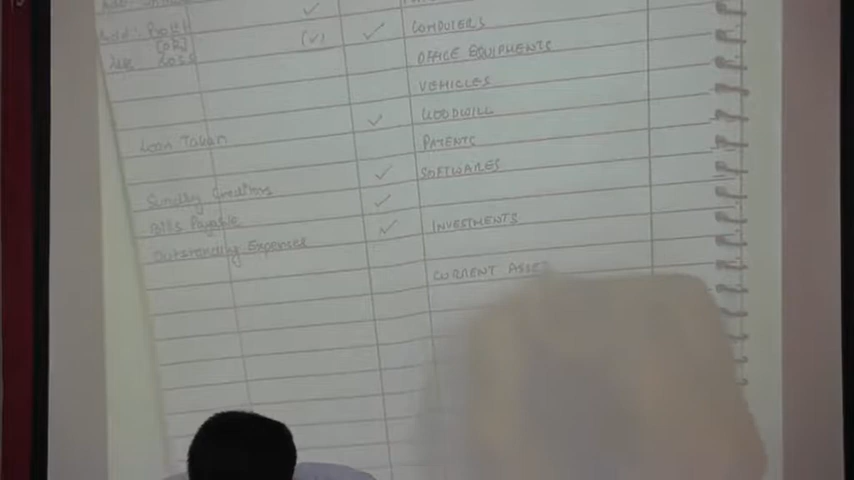 Add: Profit
(OR)
Less Loss
Loan Taken
Sundry Creditors
Bills Payable
Outstanding Expenses
COMPUTERS
OFFICE EQUIPMENTS
VEHICLES
GOODWILL
PATENTS
SOFTWARES
INVESTMENTS
CURRENT ASSET